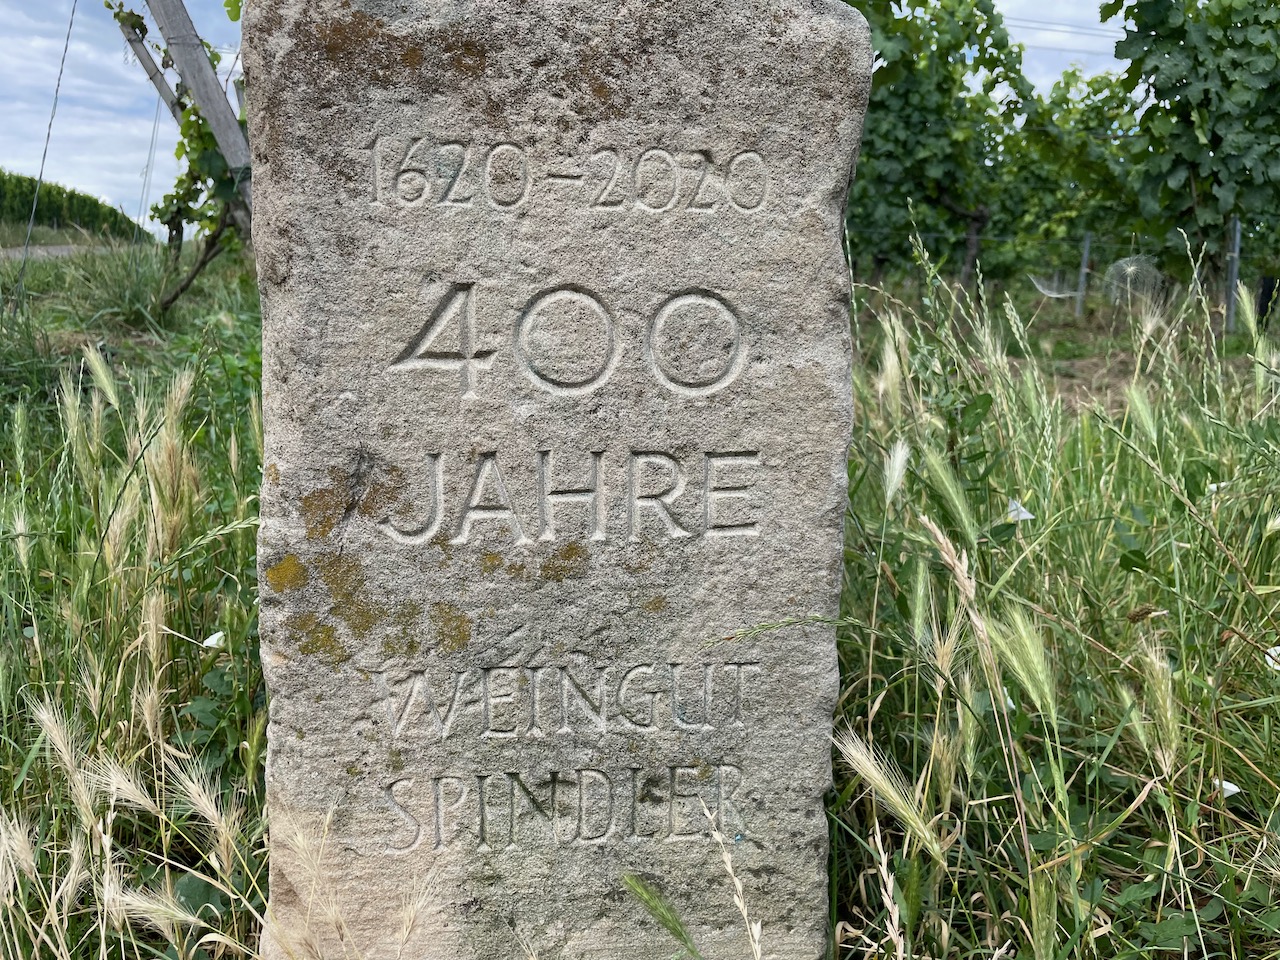 1620-2020
400
JAHRE
WEINGUT
SPINDLER